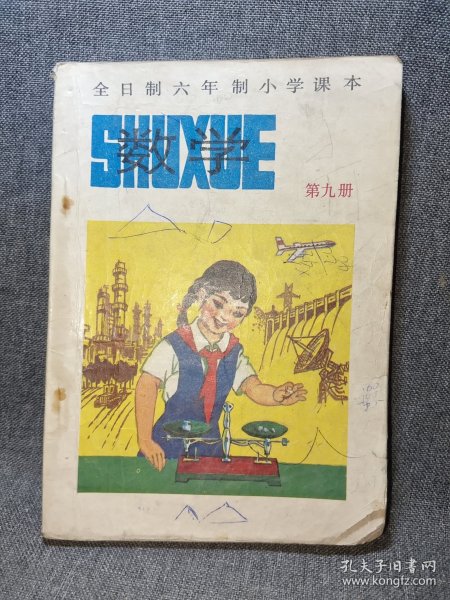 全日制六年制小学课本
SHUXUE
数学
第九册
孔夫子旧书网
www.kongfz.com